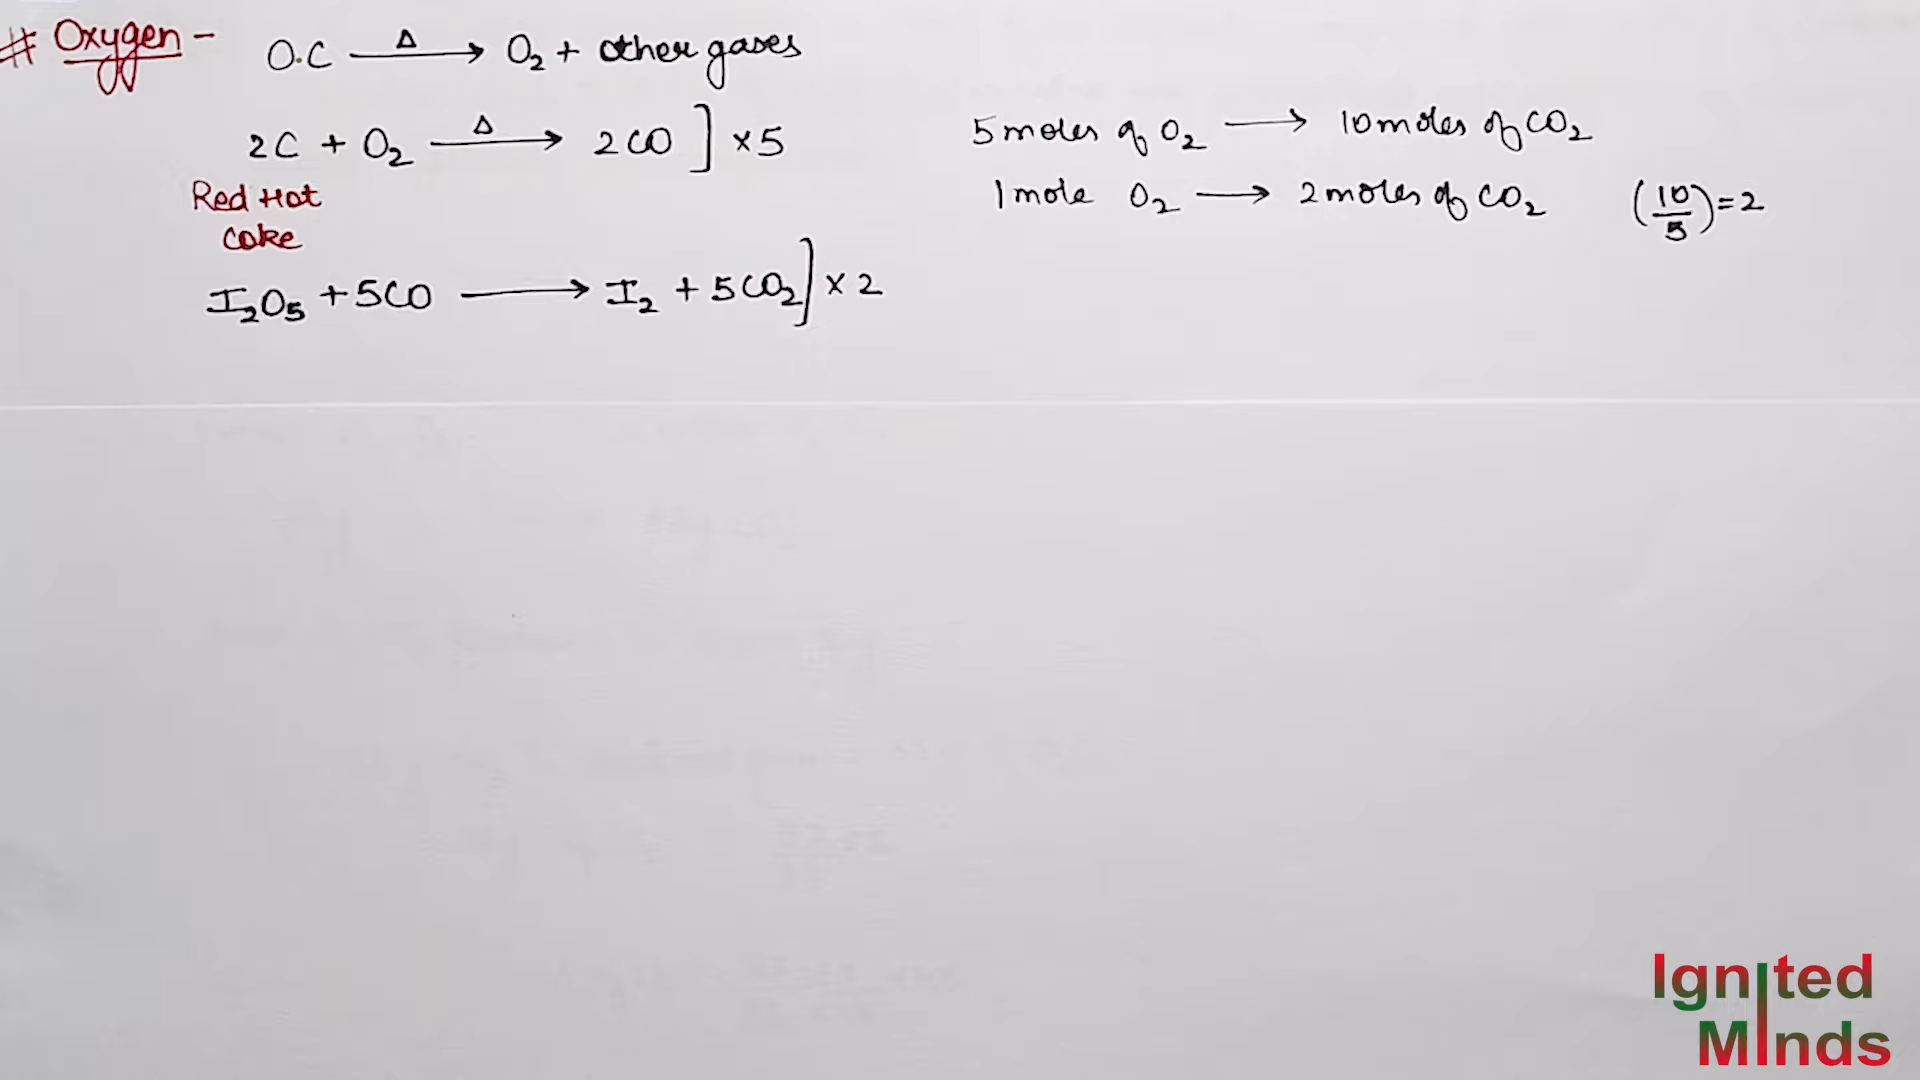 # Oxygen - O.C —Δ→ O₂ + other gases
2C + O₂ —Δ→ 2CO ] ×5
Red Hot
Coke
I₂O₅ + 5CO ⟶ I₂ + 5CO₂ ] × 2
5 moles of O₂ ⟶ 10 moles of CO₂
1 mole O₂ ⟶ 2 moles of CO₂ (10/5) = 2
Ignited
Minds